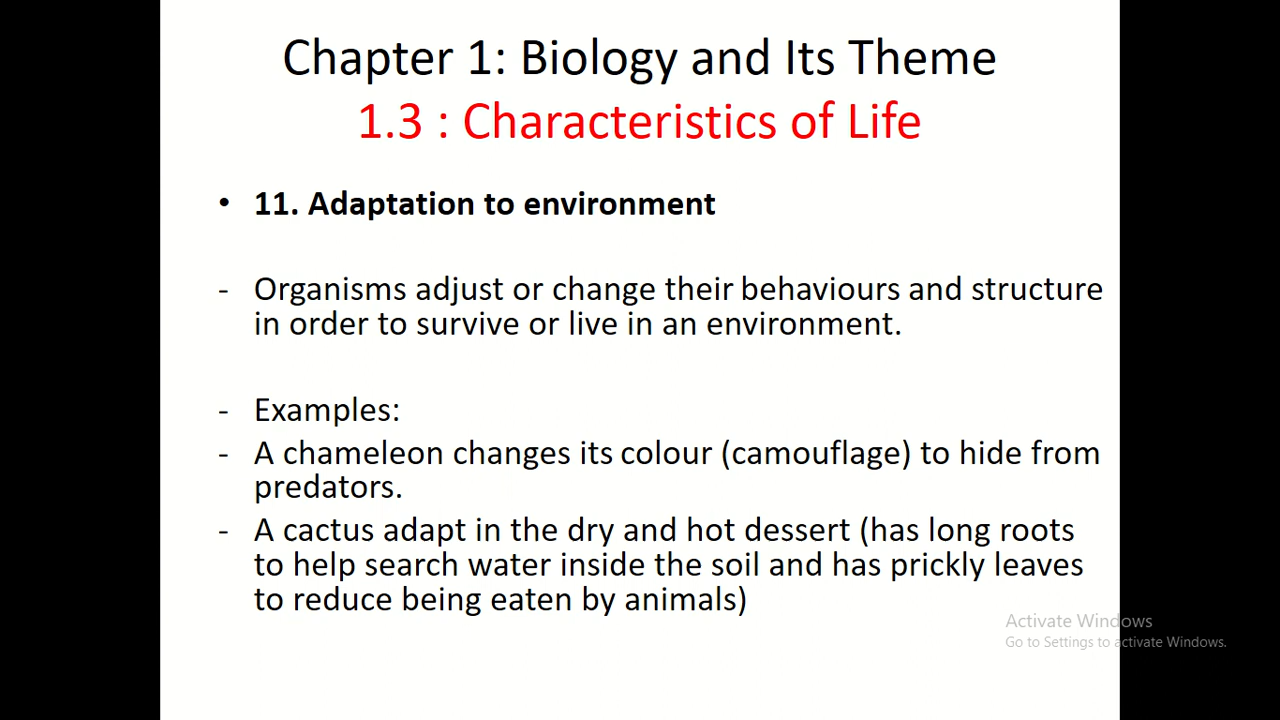 Chapter 1: Biology and Its Theme
1.3 : Characteristics of Life
• 11. Adaptation to environment
- Organisms adjust or change their behaviours and structure
in order to survive or live in an environment.
- Examples:
- A chameleon changes its colour (camouflage) to hide from
predators.
- A cactus adapt in the dry and hot dessert (has long roots
to help search water inside the soil and has prickly leaves
to reduce being eaten by animals)
Activate Windows
Go to Settings to activate Windows.